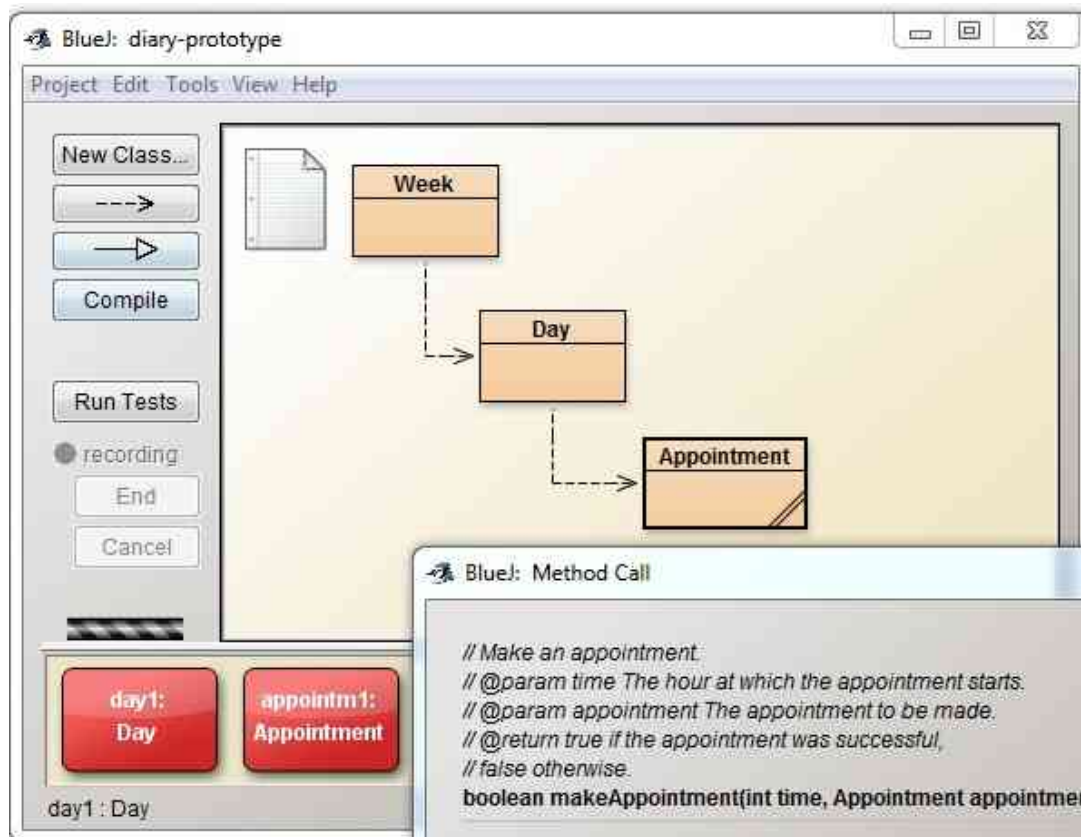 BlueJ: diary-prototype
Project Edit Tools View Help
New Class...
Week
Compile
Day
Run Tests
Appointment
recording
End
Cancel
BlueJ: Method Call
// Make an appointment.
// @param time The hour at which the appointment starts.
// @param appointment The appointment to be made.
// @return true if the appointment was successful,
// false otherwise.
boolean makeAppointment(int time, Appointment
day1:
Day
appointm1:
Appointment
day1 : Day